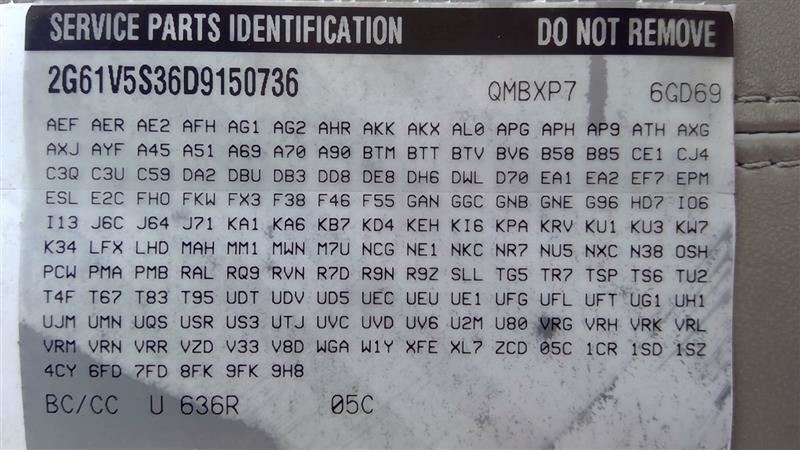 SERVICE PARTS IDENTIFICATION DO NOT REMOVE
2G61V5S36D9150736 QMBXP7 6GD69
AEF AER AE2 AFH AG1 AG2 AHR AKK AKX AL0 APG APH AP9 ATH AXG
AXJ AYF A45 A51 A69 A70 A90 BTM BTT BTV BV6 B58 B85 CE1 CJ4
C3Q C3U C59 DA2 DBU DB3 DD8 DE8 DH6 DWL D70 EA1 EA2 EF7 EPM
ESL E2C FHO FKW FX3 F38 F46 F55 GAN GGC GNB GNE G96 HD7 IO6
I13 J6C J64 J71 KA1 KA6 KB7 KD4 KEH KI6 KPA KRV KU1 KU3 KW7
K34 LFX LHD MAH MM1 MWN M7U NCG NE1 NKC NR7 NU5 NXC N38 OSH
PCW PMA PMB RAL RQ9 RVN R7D R9N R9Z SLL TG5 TR7 TSP TS6 TU2
T4F T67 T83 T95 UDT UDV UD5 UEC UEU UE1 UFG UFL UFT UG1 UH1
UJM UMN UQS USR US3 UTJ UVC UVD UV6 U2M U80 VRG VRH VRK VRL
VRM VRN VRR VZD V33 V8D WGA W1Y XFE XL7 ZCD 05C 1CR 1SD 1SZ
4CY 6FD 7FD 8FK 9FK 9H8
BC/CC U 636R 05C